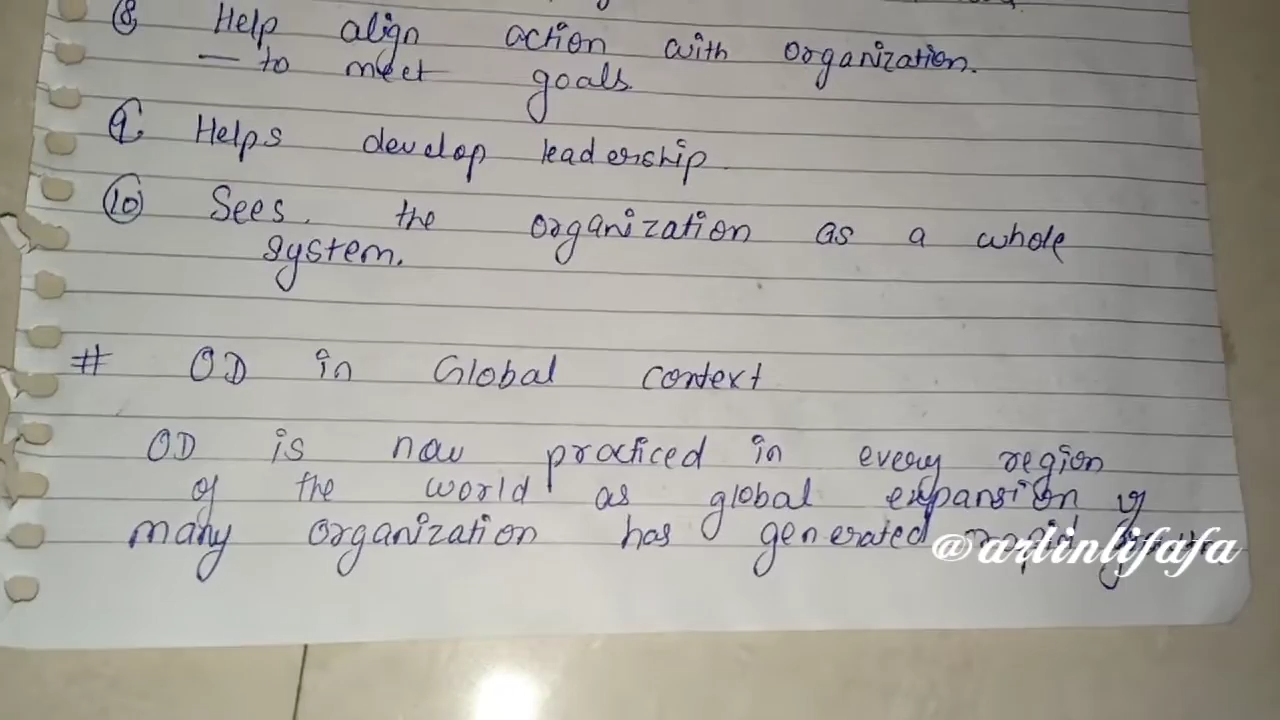 ⑧ Help align action with organization.
— to meet goals.
⑨ Helps develop leadership.
⑩ Sees. the organization as a whole
system.
# OD in Global context
OD is now practiced in every region
of the world as global expansion of
many organization has generated rapid growth
@artinlifafa